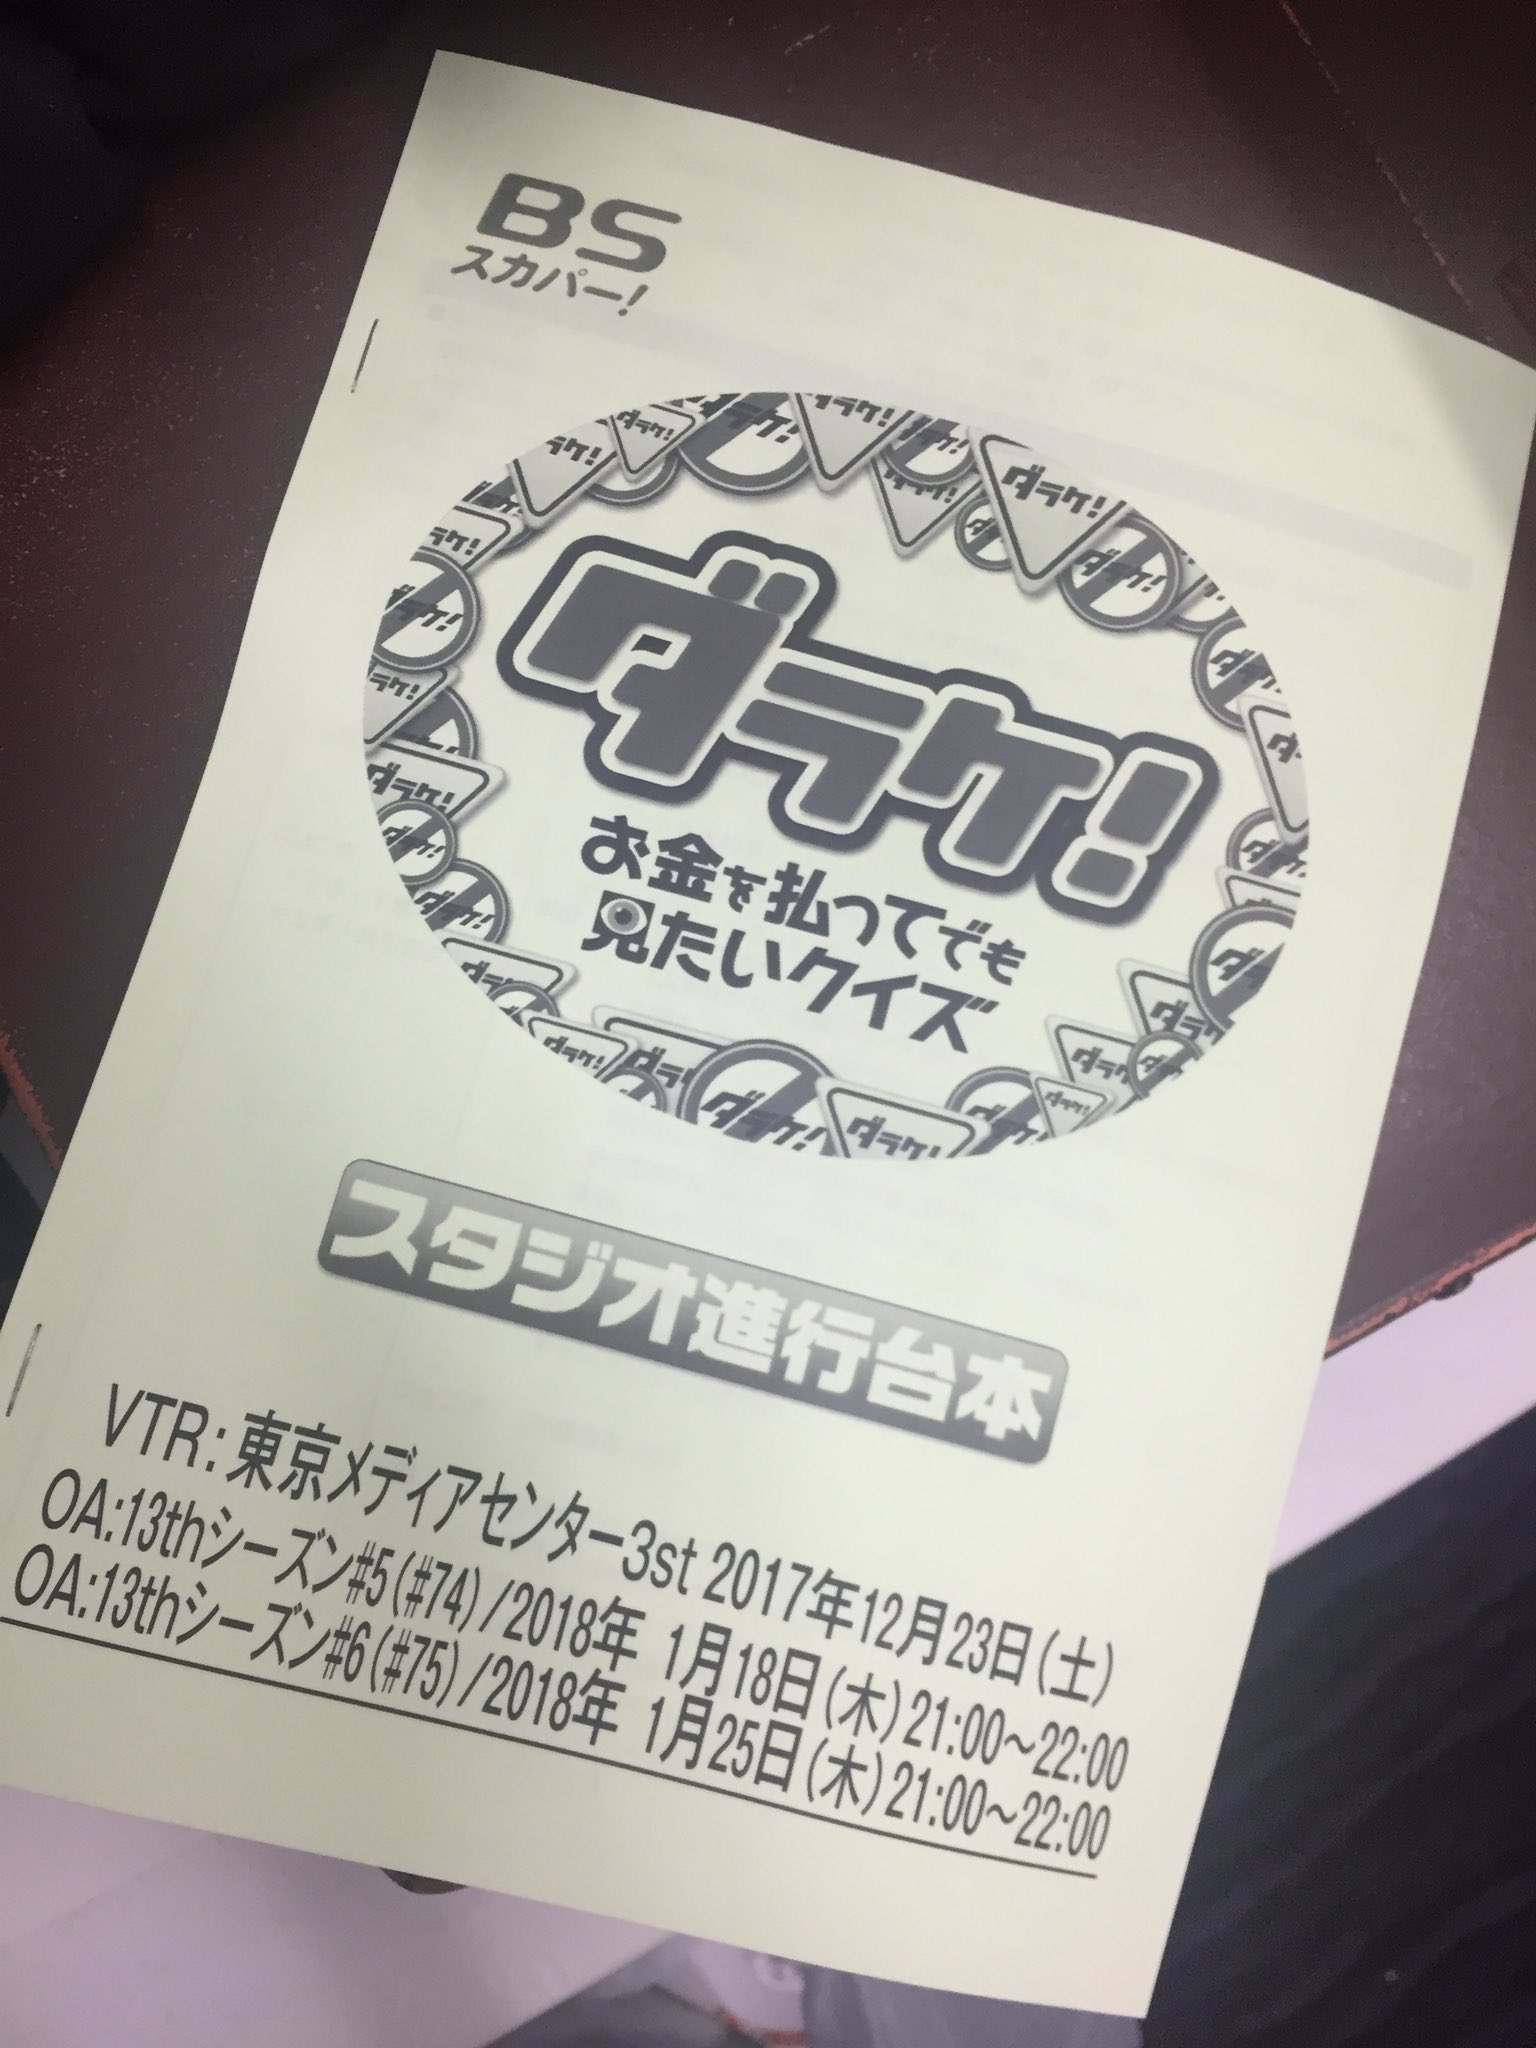 BS
スカパー!
ダラケ!
お金を払ってでも
見たいクイズ
スタジオ進行台本
VTR:東京メディアセンター3st 2017年12月23日(土)
OA:13thシーズン#5(#74)/2018年 1月18日(木)21:00~22:00
OA:13thシーズン#6(#75)/2018年 1月25日(木)21:00~22:00